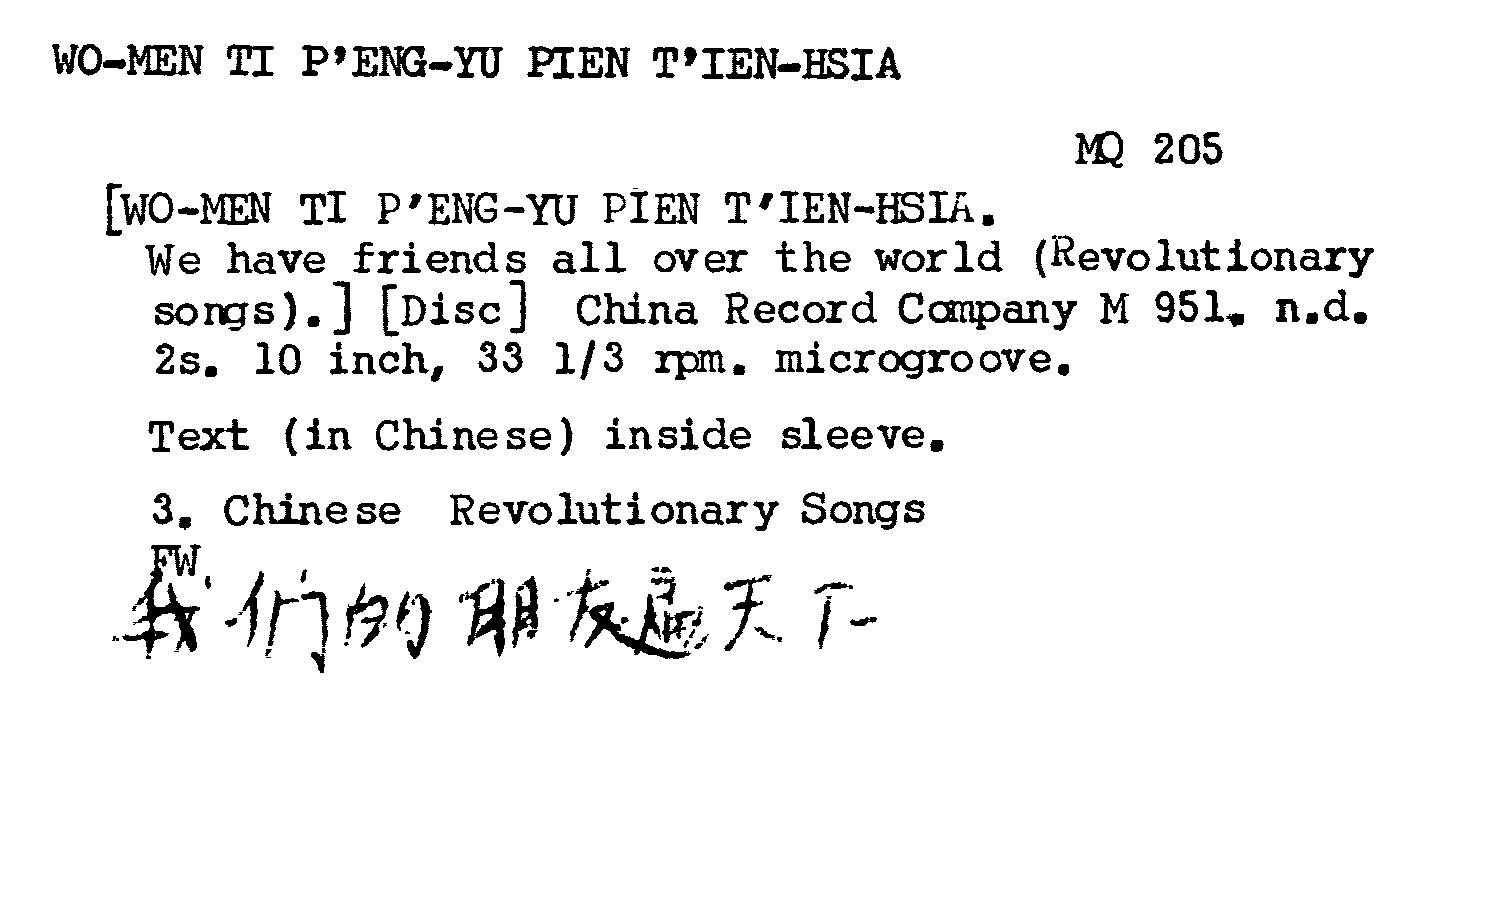 WO-MEN TI P'ENG-YU PIEN T'IEN-HSIA
MQ 205
[WO-MEN TI P'ENG-YU PIEN T'IEN-HSIA.
We have friends all over the world (Revolutionary
songs).] [Disc] China Record Company M 951. n.d.
2s. 10 inch, 33 1/3 rpm. microgroove.
Text (in Chinese) inside sleeve.
3. Chinese Revolutionary Songs
FW
我们的朋友遍天下